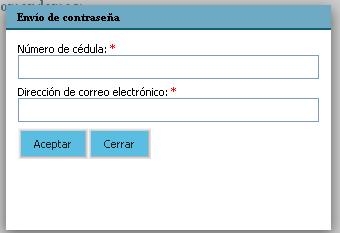 Envío de contraseña
Número de cédula: *
Dirección de correo electrónico: *
Aceptar Cerrar